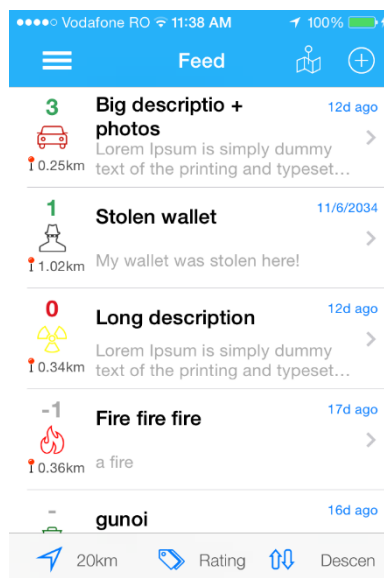 Vodafone RO 11:38 AM 100%
Feed
3
Big descriptio +
photos
12d ago
Lorem Ipsum is simply dummy
text of the printing and typeset…
0.25km
1
Stolen wallet
11/6/2034
My wallet was stolen here!
1.02km
0
Long description
12d ago
Lorem Ipsum is simply dummy
text of the printing and typeset…
0.34km
-1
Fire fire fire
17d ago
a fire
0.36km
-
gunoi
16d ago
20km Rating Descen